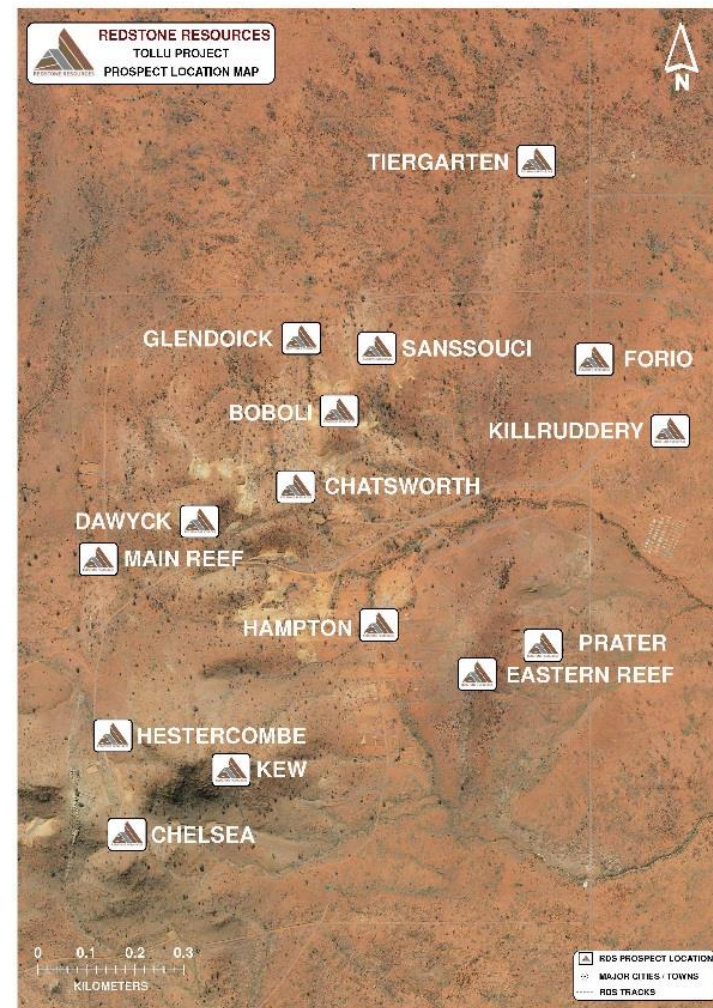 REDSTONE RESOURCES
TOLLU PROJECT
PROSPECT LOCATION MAP
REDSTONE RESOURCES
N
TIERGARTEN
GLENDOICK
SANSSOUCI
FORIO
BOBOLI
KILLRUDDERY
CHATSWORTH
DAWYCK
MAIN REEF
HAMPTON
PRATER
EASTERN REEF
HESTERCOMBE
KEW
CHELSEA
0 0.1 0.2 0.3
KILOMETERS
RDS PROSPECT LOCATION
MAJOR CITIES / TOWNS
RDS TRACKS